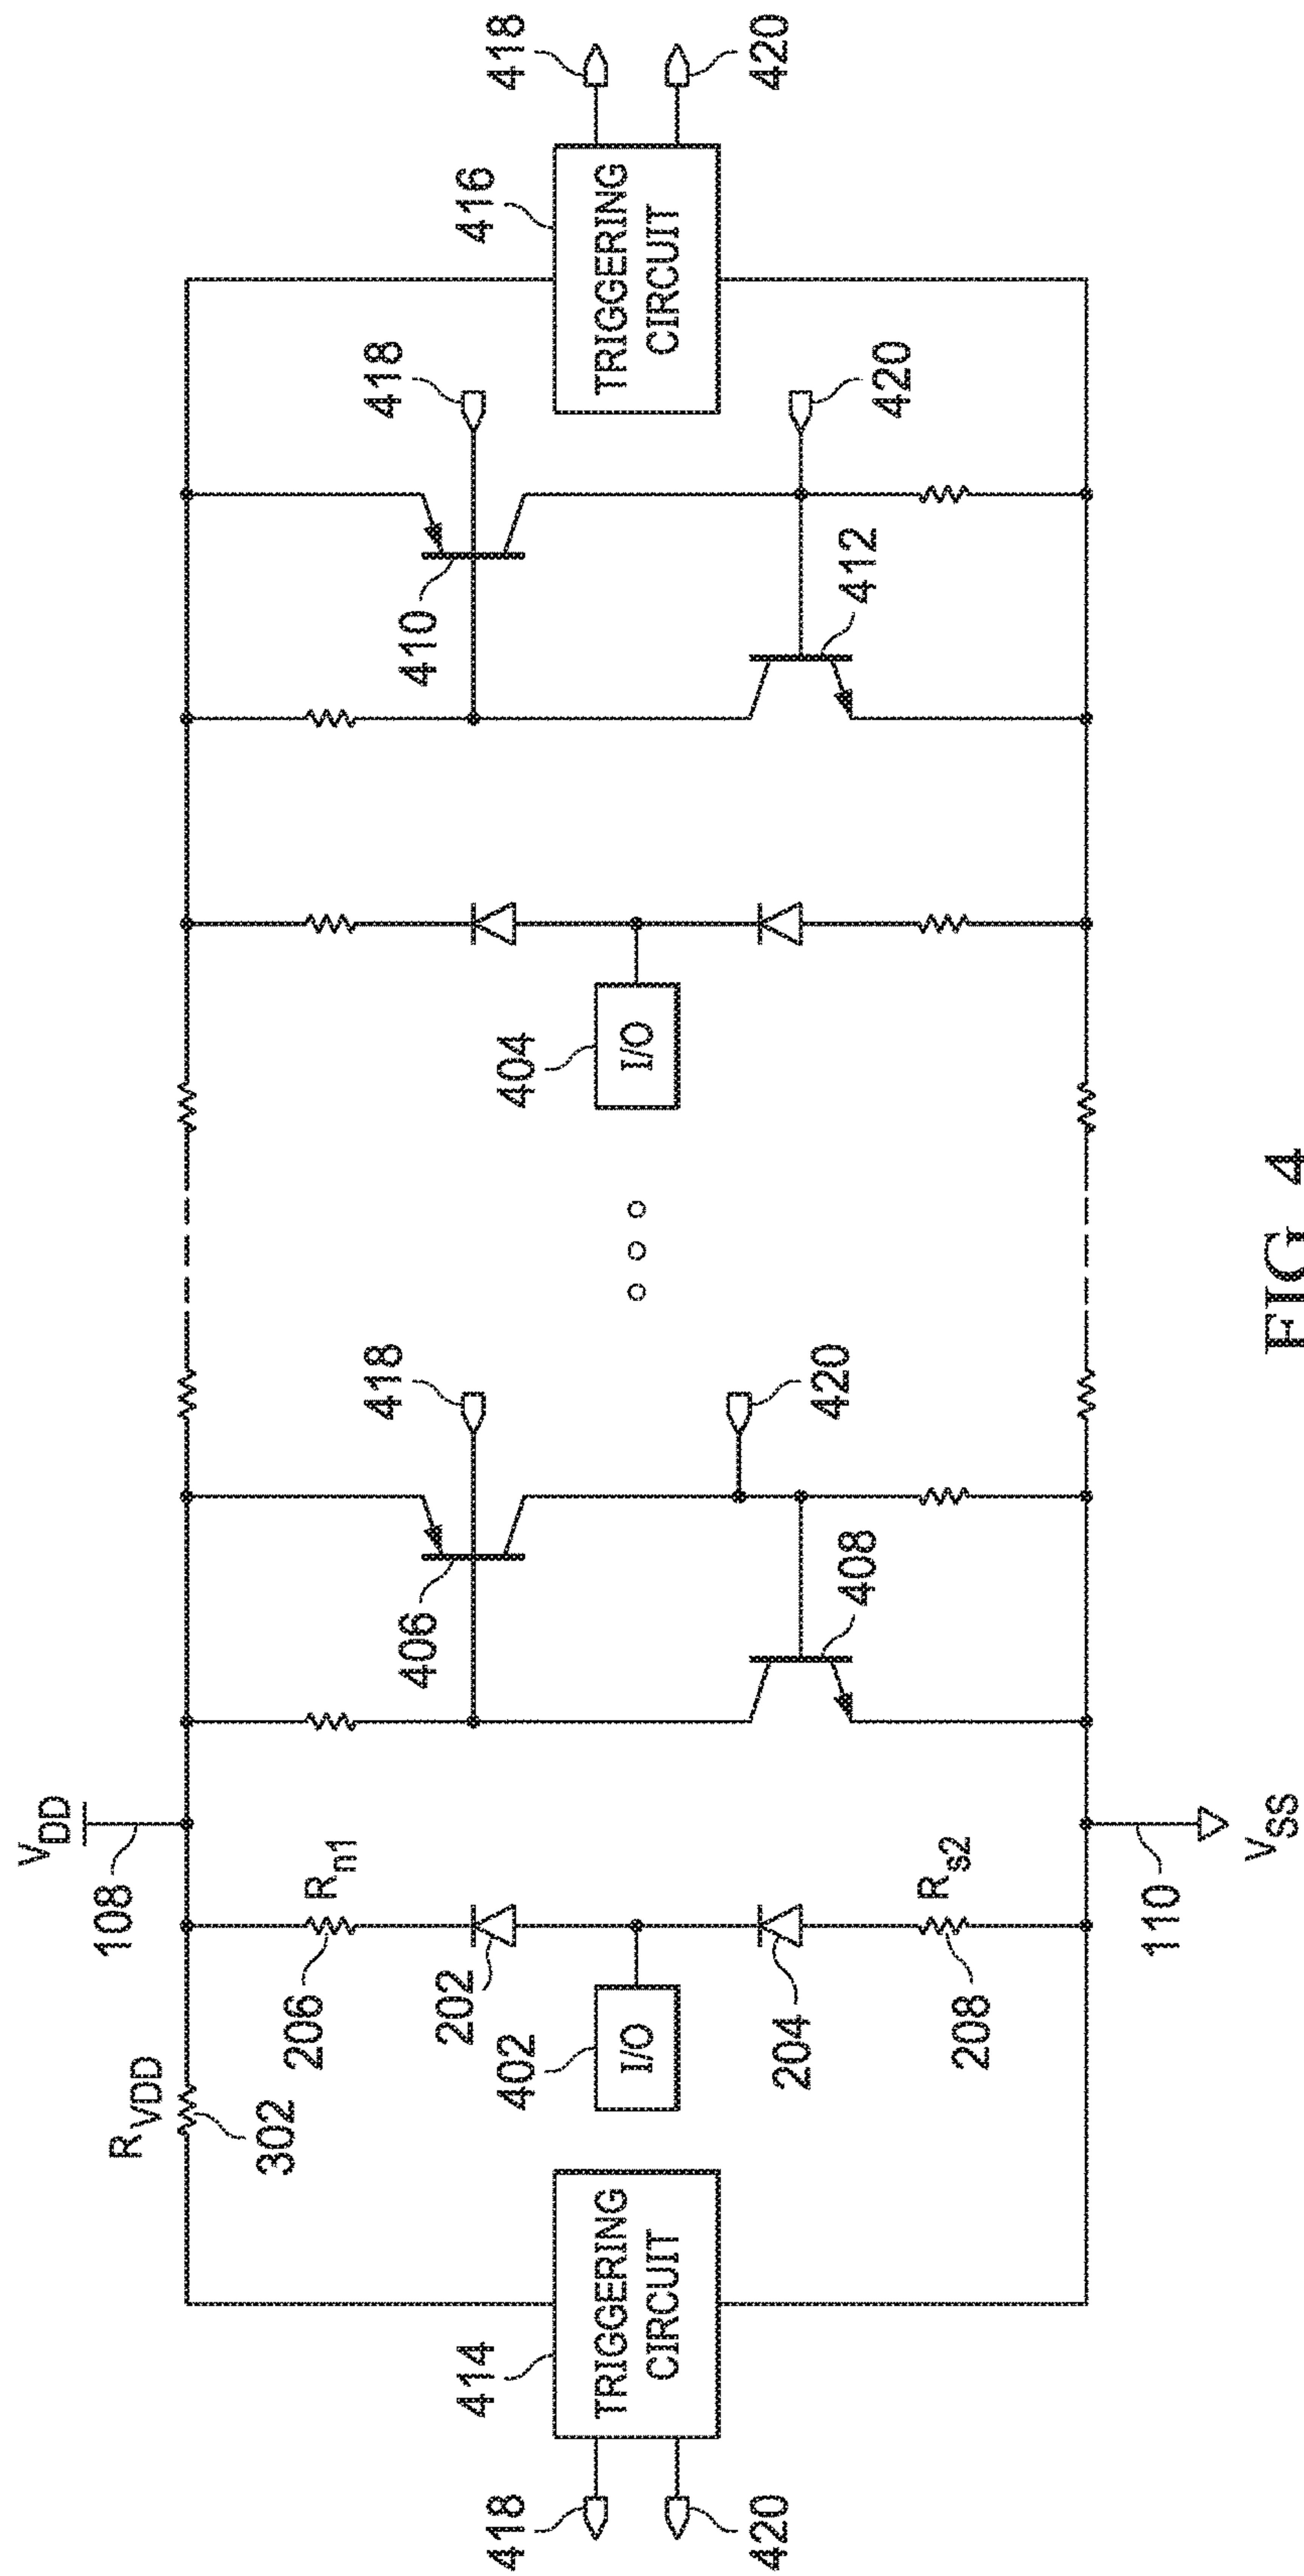 V_DD
108
R_VDD
302
206
R_n1
202
402
I/O
204
208
R_s2
110
V_SS
414
TRIGGERING
CIRCUIT
418
420
406
418
408
420
404
I/O
410
418
412
420
416
TRIGGERING
CIRCUIT
418
420
FIG. 4